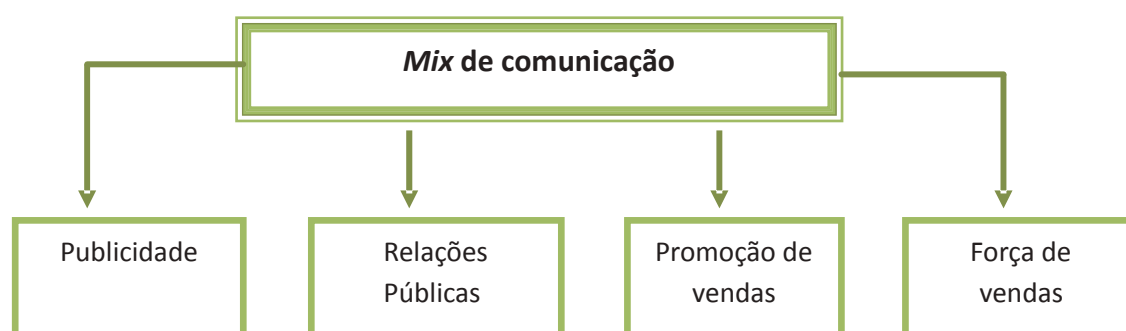 Mix de comunicação
Publicidade
Relações
Públicas
Promoção de
vendas
Força de
vendas